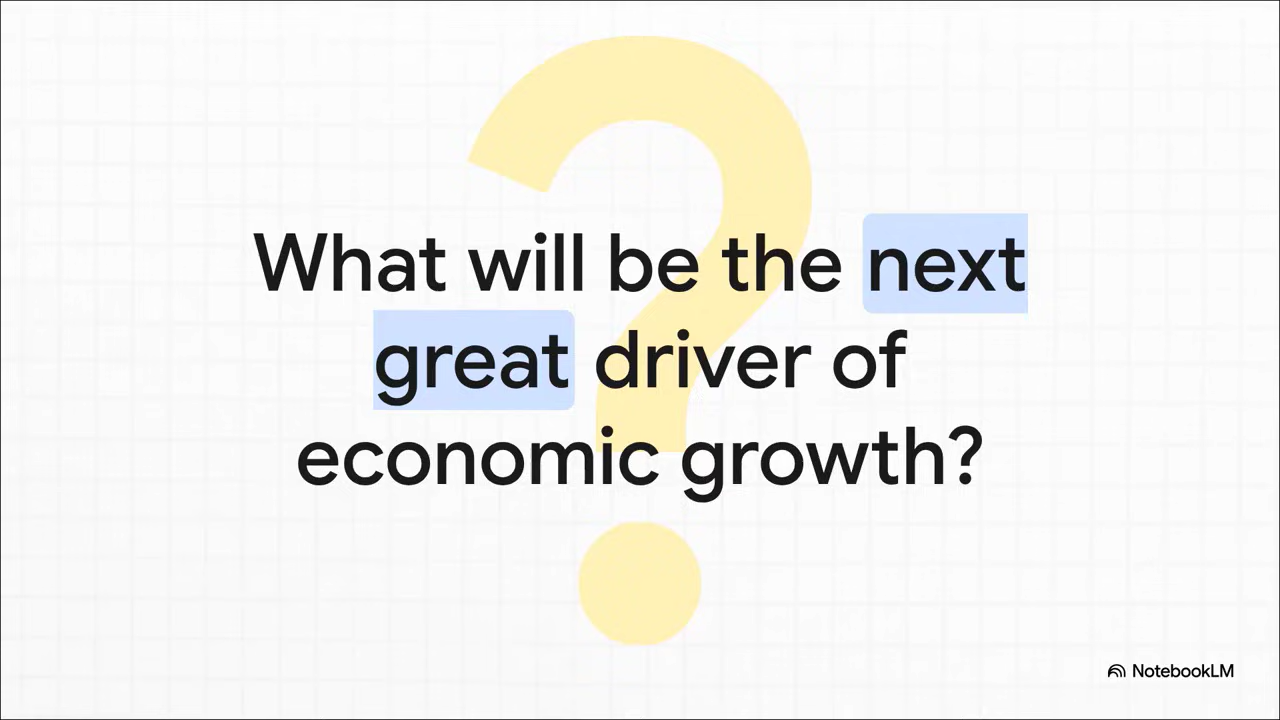 What will be the next
great driver of
economic growth?
NotebookLM